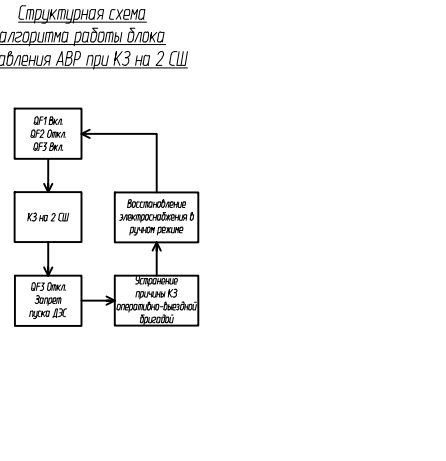 Структурная схема
алгоритма работы блока
авления АВР при КЗ на 2 СШ
QF1 Вкл.
QF2 Откл.
QF3 Вкл.
КЗ на 2 СШ
QF3 Откл.
Запрет
пуска ДЭС
Устранение
причины КЗ
оперативно-выездной
бригадой
Восстановление
электроснабжения в
ручном режиме